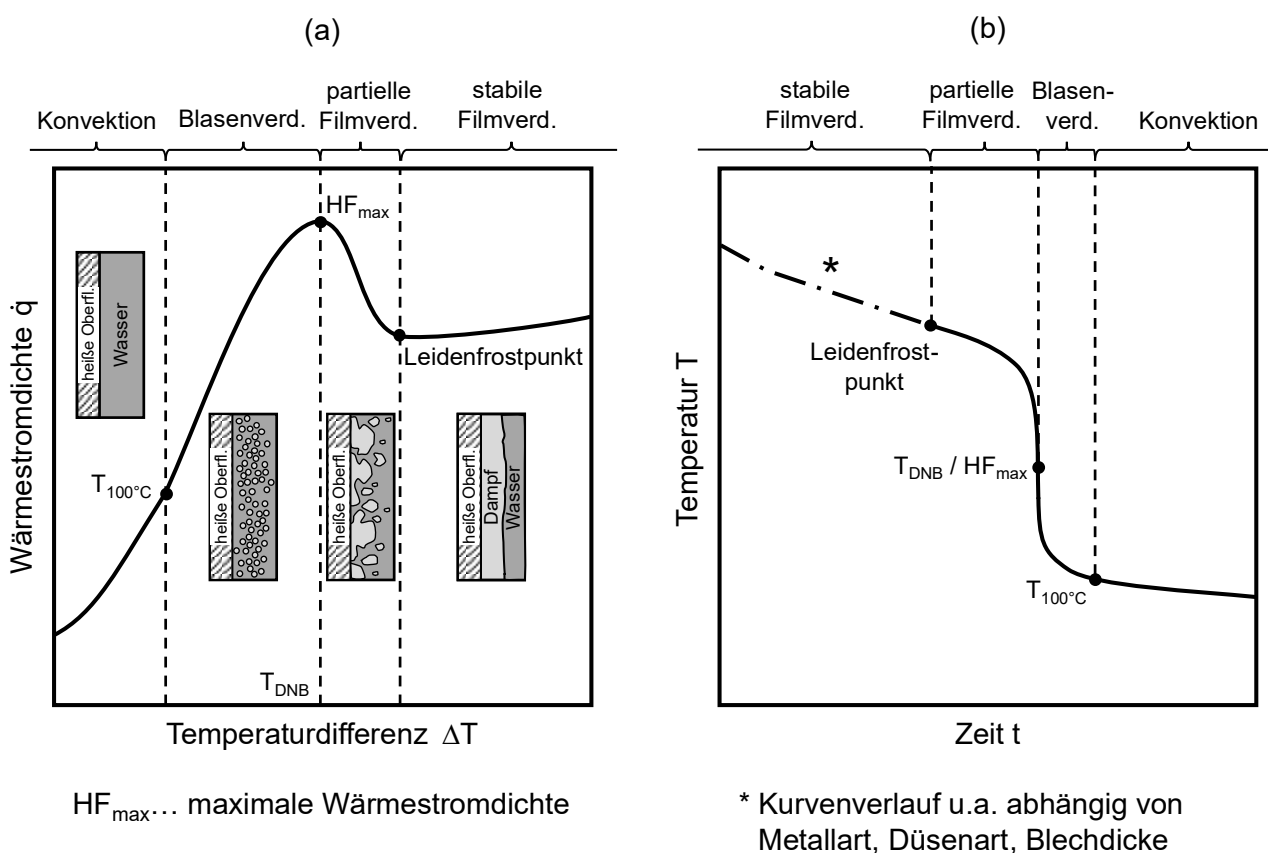 (a)
Konvektion
Blasenverd.
partielle
Filmverd.
stabile
Filmverd.
HFmax
heiße Oberfl.
Wasser
Leidenfrostpunkt
T100°C
heiße Oberfl.
heiße Oberfl.
heiße Oberfl.
Dampf
Wasser
TDNB
Wärmestromdichte q̇
Temperaturdifferenz ΔT
HFmax... maximale Wärmestromdichte
(b)
stabile
Filmverd.
partielle
Filmverd.
Blasen-
verd.
Konvektion
*
Leidenfrost-
punkt
TDNB / HFmax
T100°C
Temperatur T
Zeit t
* Kurvenverlauf u.a. abhängig von
Metallart, Düsenart, Blechdicke